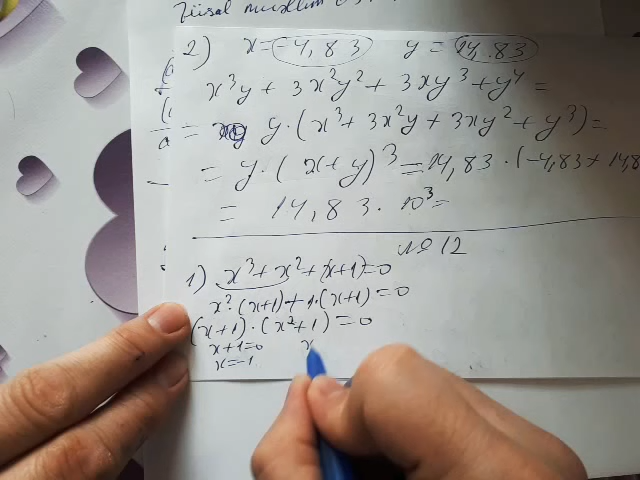 2) x = -4,83 y = 14.83
x³y + 3x²y² + 3xy³ + y⁴ =
= y · (x³ + 3x²y + 3xy² + y³) =
= y · (x + y)³ = 14,83 · (-4,83 + 14,8
= 14,83 · 10³ =
№ 12
1) x³ + x² + (x+1) = 0
x² · (x+1) + 1 · (x+1) = 0
(x+1) · (x²+1) = 0
x + 1 = 0 x
x = -1